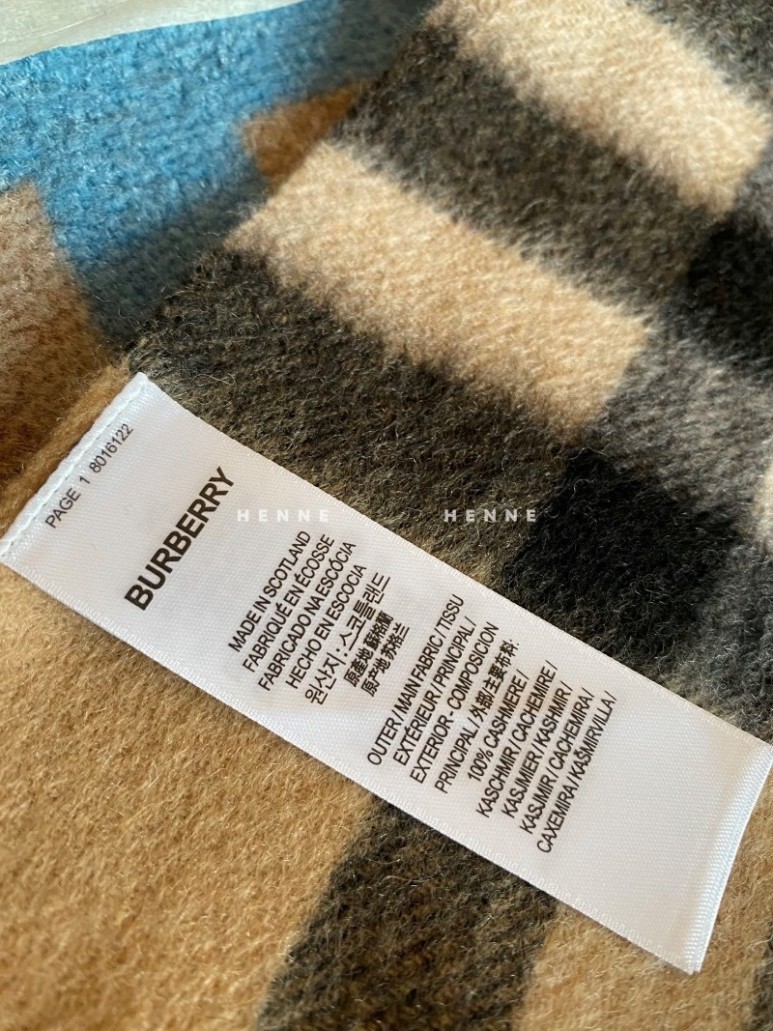 PAGE 1 8016122
BURBERRY
MADE IN SCOTLAND
FABRIQUÉ EN ÉCOSSE
FABRICADO NA ESCÓCIA
HECHO EN ESCOCIA
원산지 : 스코틀랜드
原產地 蘇格蘭
原产地 苏格兰
OUTER / MAIN FABRIC / TISSU
EXTÉRIEUR / PRINCIPAL /
EXTERIOR - COMPOSICION
PRINCIPAL / 外部/主要布料:
100% CASHMERE /
KASCHMIR / CACHEMIRE /
KASJMIER / KASHMIR /
KASJMIR / CACHEMIRA /
CAXEMIRA / KAŠMIRVILLA /
HENNE HENNE